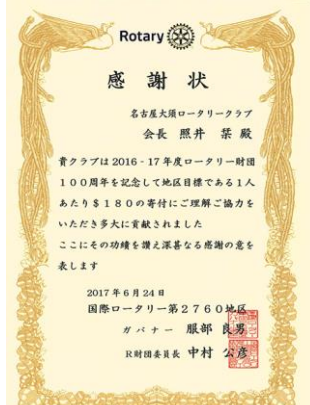 Rotary
感謝状
名古屋大須ロータリークラブ
会長 照井 栞 殿
貴クラブは2016-17年度ロータリー財団
100周年を記念して地区目標である1人
あたり$180の寄付にご理解ご協力を
いただき多大に貢献されました
ここにその功績を讃え深甚なる感謝の意を
表します
2017年6月24日
国際ロータリー第2760地区
ガバナー 服部 良男
R財団委員長 中村 公彦